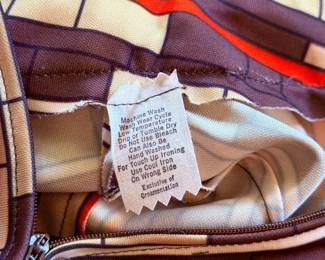 Machine Wash
Wash Wear Cycle
Low Temperature
Drip or Tumble Dry
Do Not Use Bleach
Can Also Be
Hand Washed
For Touch Up Ironing
Use Cool Iron
On Wrong Side
Exclusive of
Ornamentation